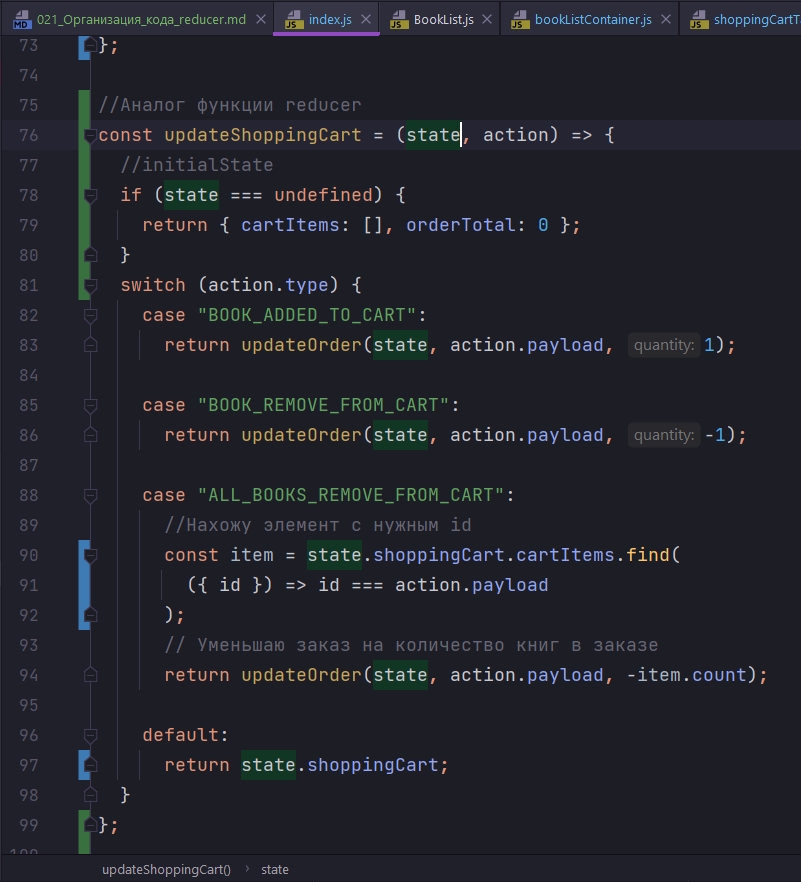 021_Организация_кода_reducer.md index.js BookList.js bookListContainer.js shoppingCartT
73 };
74
75 //Аналог функции reducer
76 const updateShoppingCart = (state, action) => {
77 //initialState
78 if (state === undefined) {
79 return { cartItems: [], orderTotal: 0 };
80 }
81 switch (action.type) {
82 case "BOOK_ADDED_TO_CART":
83 return updateOrder(state, action.payload, quantity: 1);
84
85 case "BOOK_REMOVE_FROM_CART":
86 return updateOrder(state, action.payload, quantity: -1);
87
88 case "ALL_BOOKS_REMOVE_FROM_CART":
89 //Нахожу элемент с нужным id
90 const item = state.shoppingCart.cartItems.find(
91 ({ id }) => id === action.payload
92 );
93 // Уменьшаю заказ на количество книг в заказе
94 return updateOrder(state, action.payload, -item.count);
95
96 default:
97 return state.shoppingCart;
98 }
99 };
updateShoppingCart() › state